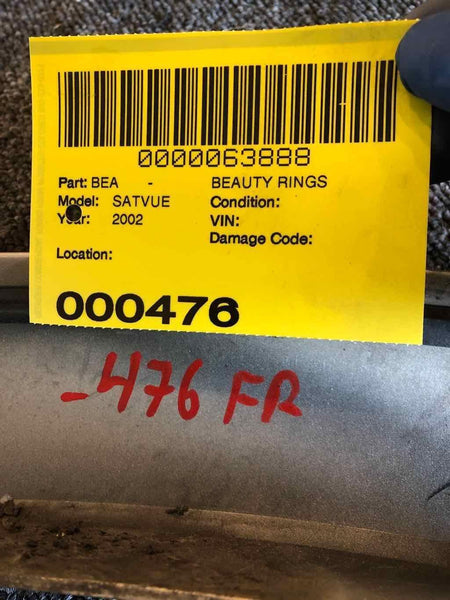 0000063888
Part: BEA - BEAUTY RINGS
Model: SATVUE Condition:
Year: 2002 VIN:
Damage Code:
Location:
000476
-476 FR